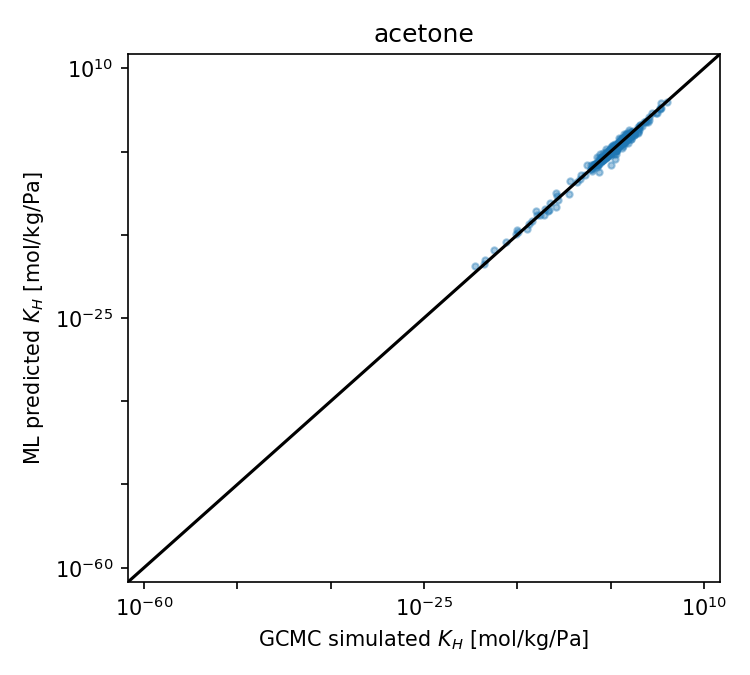 acetone
10^10
10^-25
10^-60
ML predicted K_H [mol/kg/Pa]
10^-60 10^-25 10^10
GCMC simulated K_H [mol/kg/Pa]